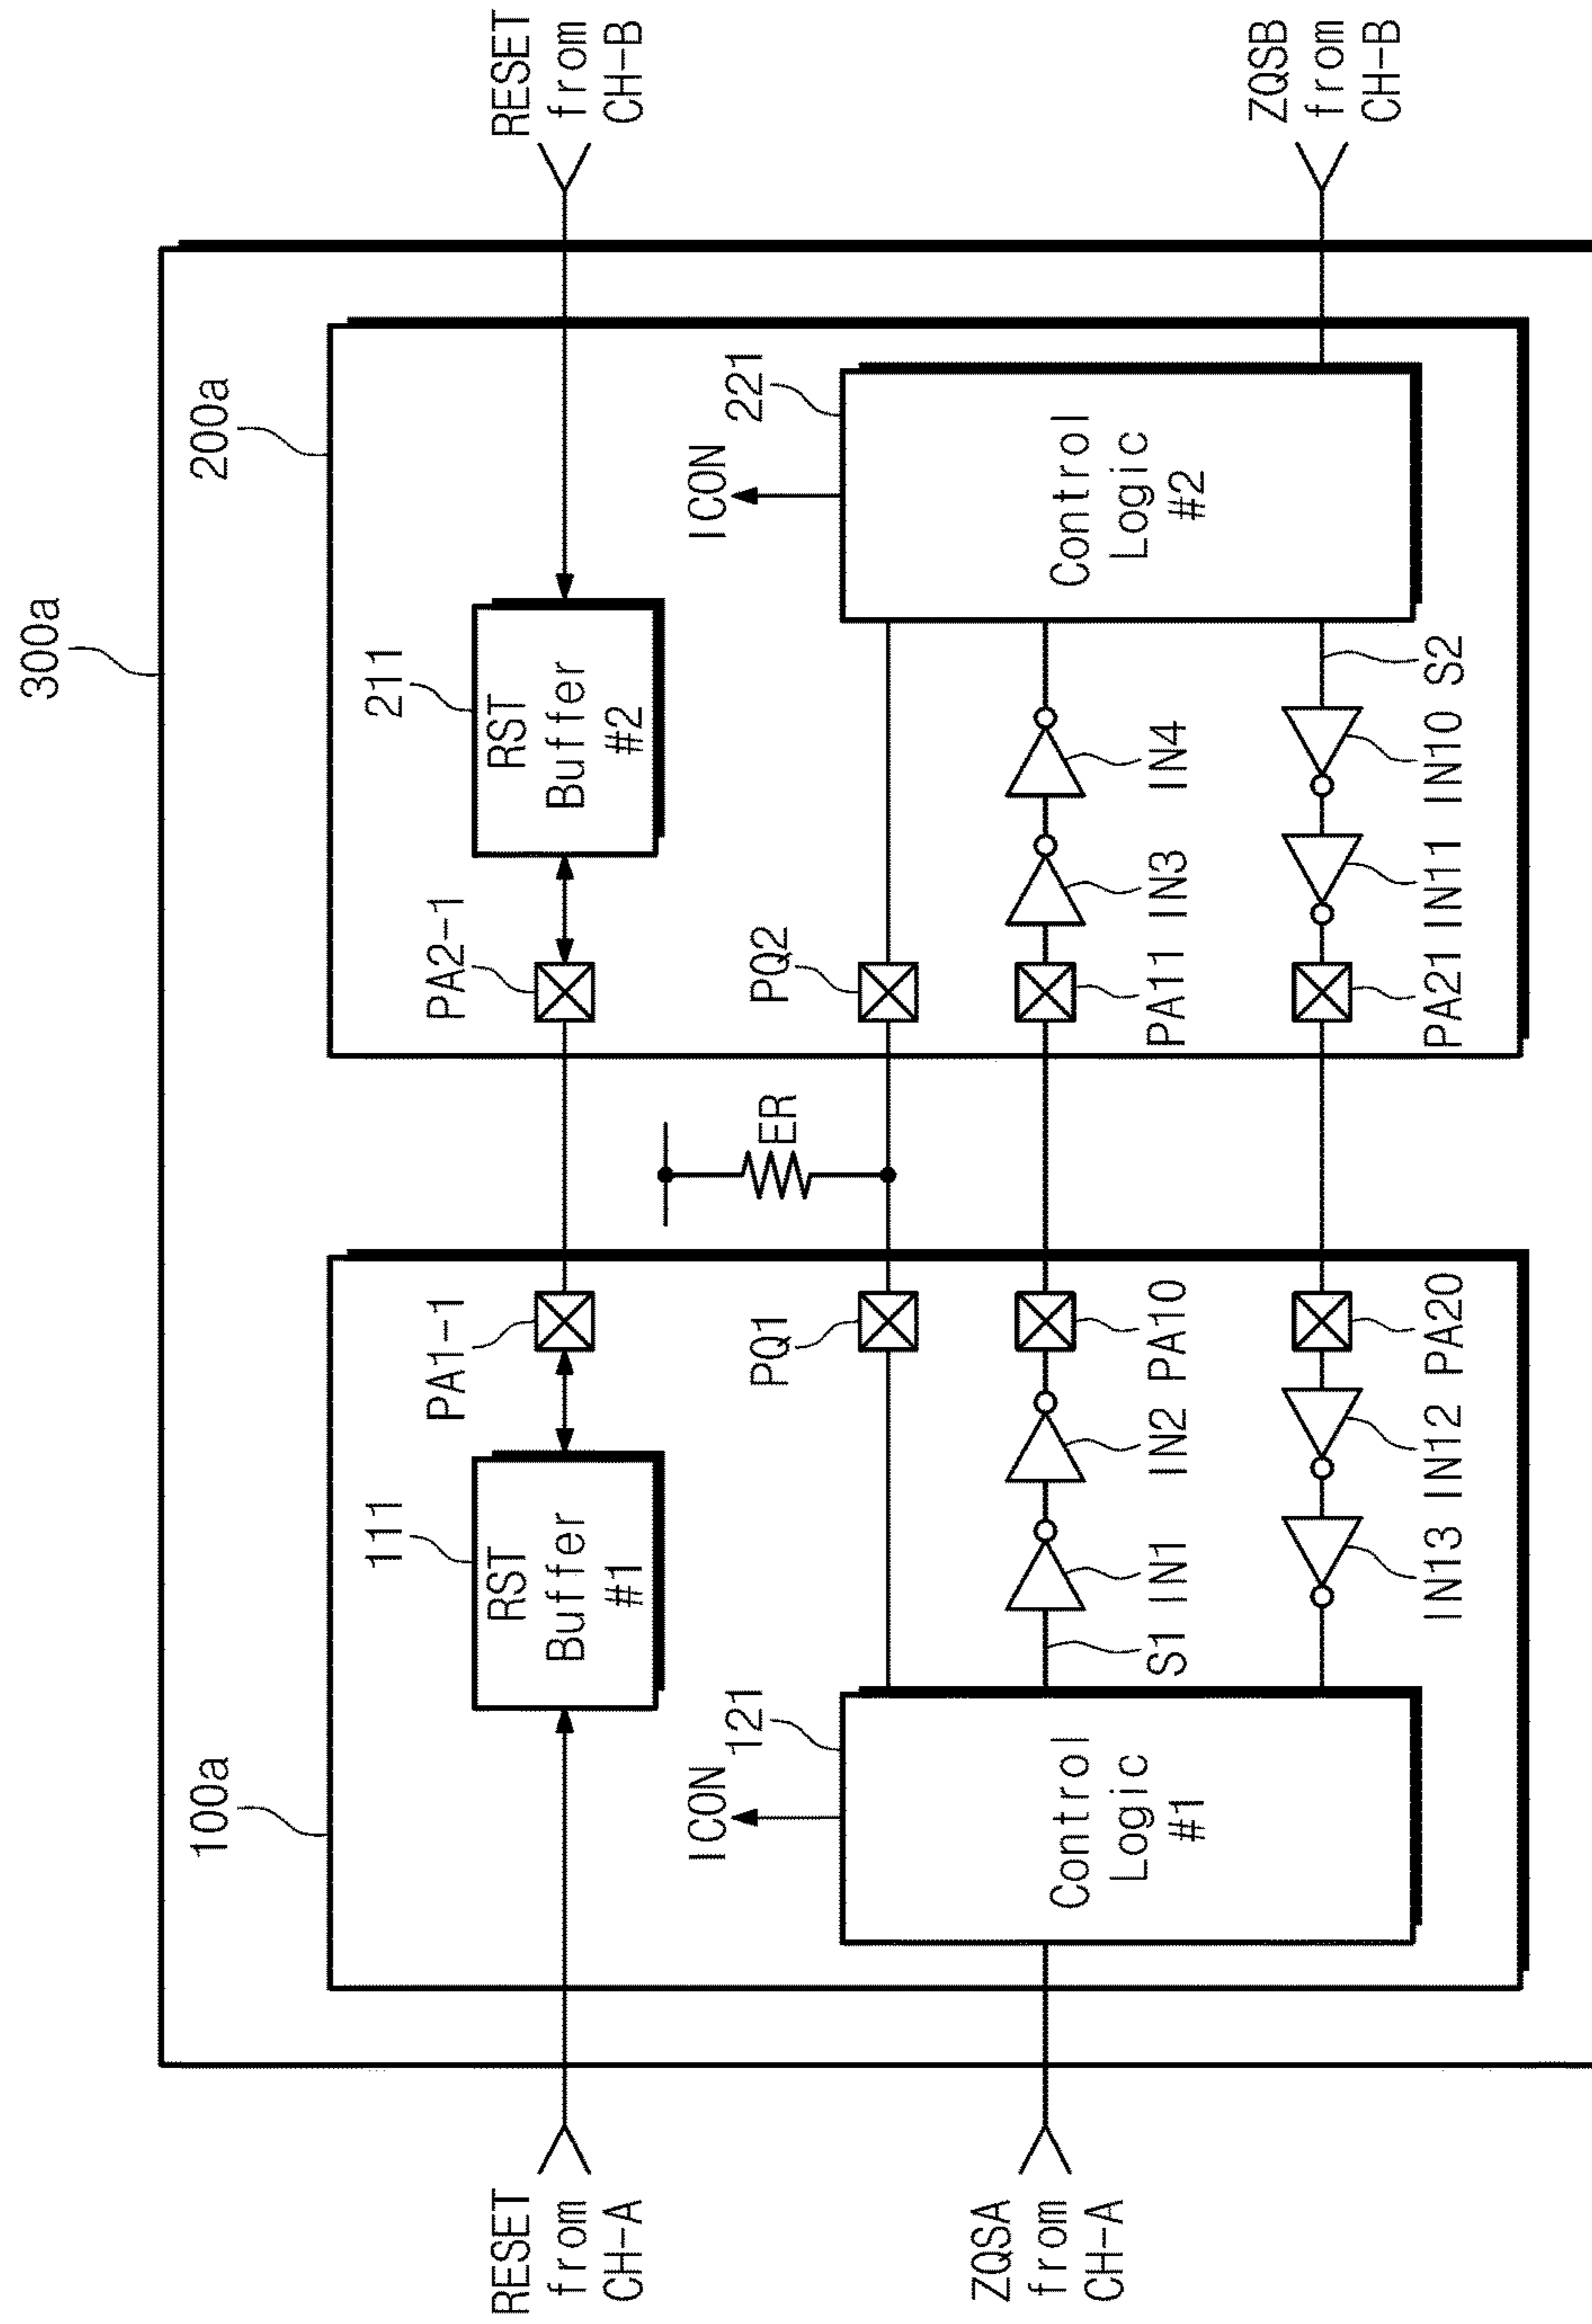 300a
100a
200a
RESET
from
CH-A
111
RST
Buffer
#1
PA1-1
PA2-1
211
RST
Buffer
#2
RESET
from
CH-B
ER
ICON
121
PQ1
PQ2
ICON
221
ZQSA
from
CH-A
Control
Logic
#1
S1
IN1
IN2
PA10
PA11
IN3
IN4
Control
Logic
#2
ZQSB
from
CH-B
IN13
IN12
PA20
PA21
IN11
IN10
S2